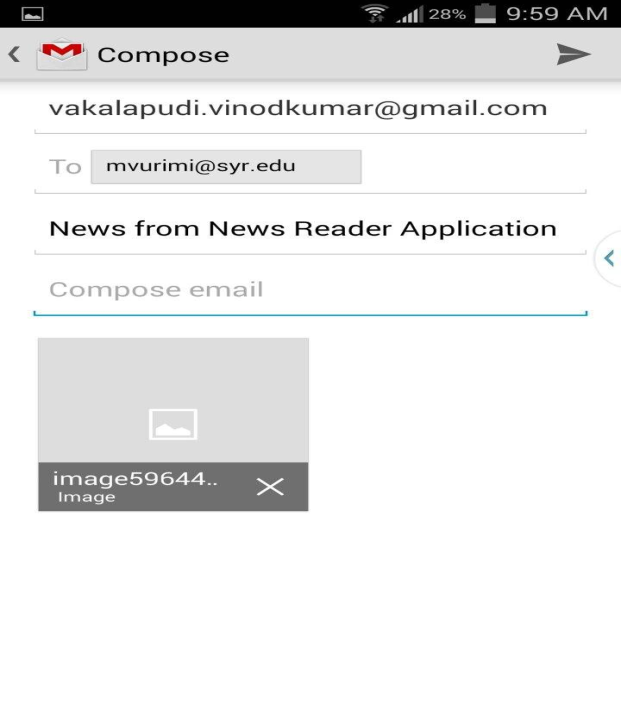 28% 9:59 AM
Compose
vakalapudi.vinodkumar@gmail.com
To mvurimi@syr.edu
News from News Reader Application
Compose email
image59644..
Image